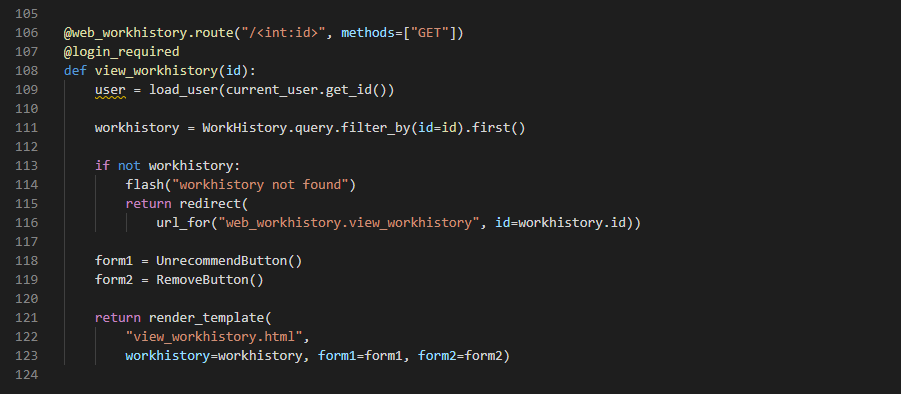 105
106 @web_workhistory.route("/<int:id>", methods=["GET"])
107 @login_required
108 def view_workhistory(id):
109     user = load_user(current_user.get_id())
110
111     workhistory = WorkHistory.query.filter_by(id=id).first()
112
113     if not workhistory:
114         flash("workhistory not found")
115         return redirect(
116             url_for("web_workhistory.view_workhistory", id=workhistory.id))
117
118     form1 = UnrecommendButton()
119     form2 = RemoveButton()
120
121     return render_template(
122         "view_workhistory.html",
123         workhistory=workhistory, form1=form1, form2=form2)
124